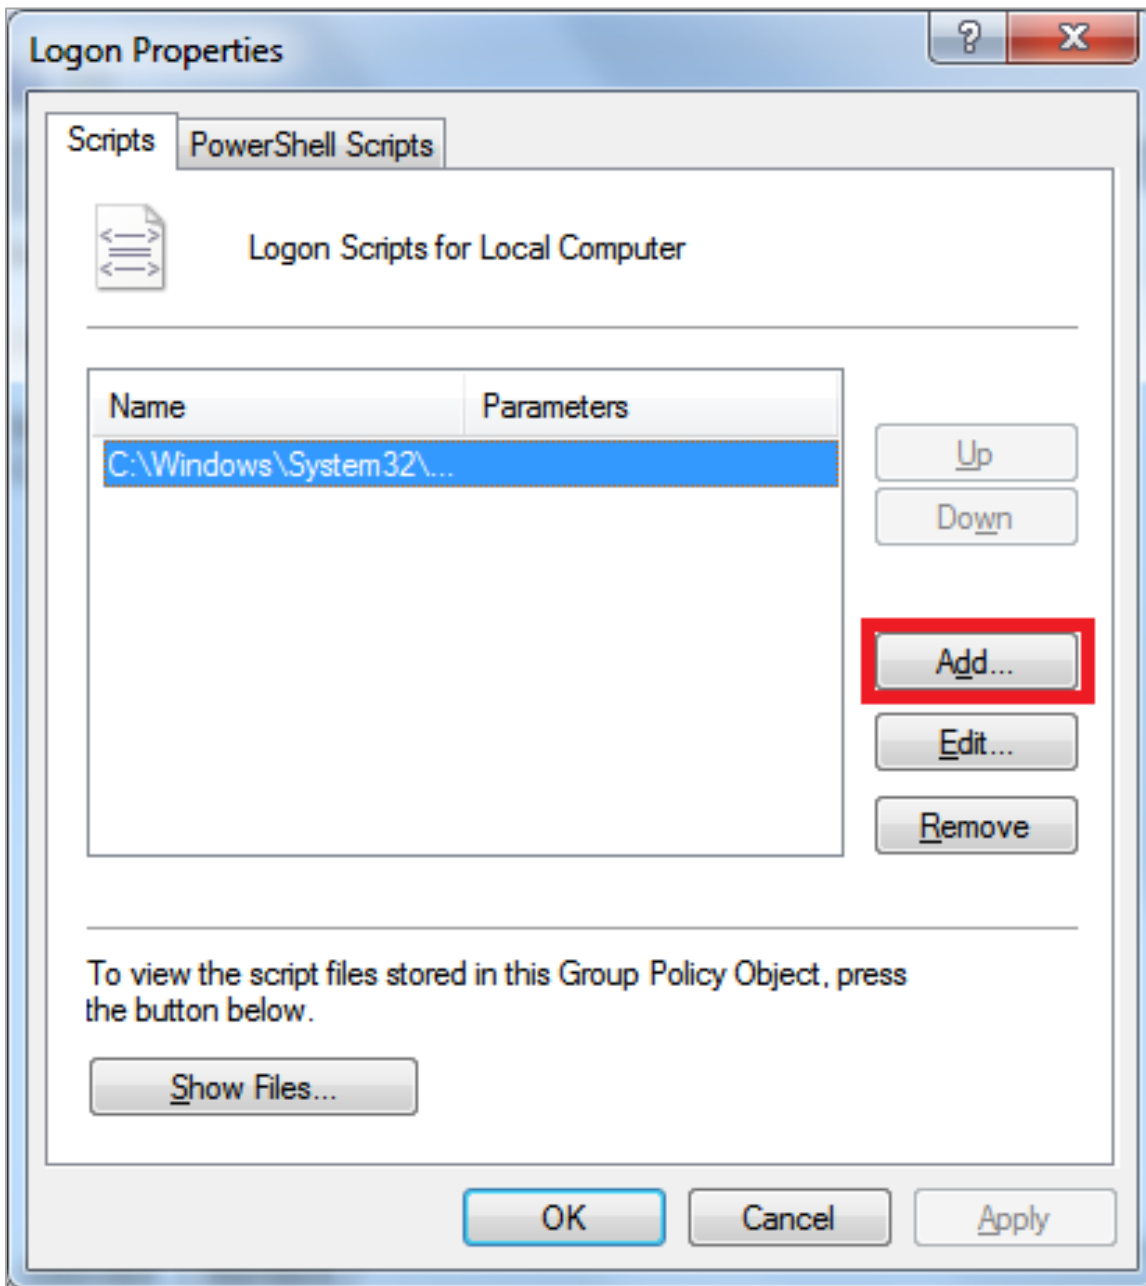 Logon Properties
Scripts
PowerShell Scripts
Logon Scripts for Local Computer
Name
Parameters
C:\Windows\System32\...
Up
Down
Add...
Edit...
Remove
To view the script files stored in this Group Policy Object, press
the button below.
Show Files...
OK
Cancel
Apply